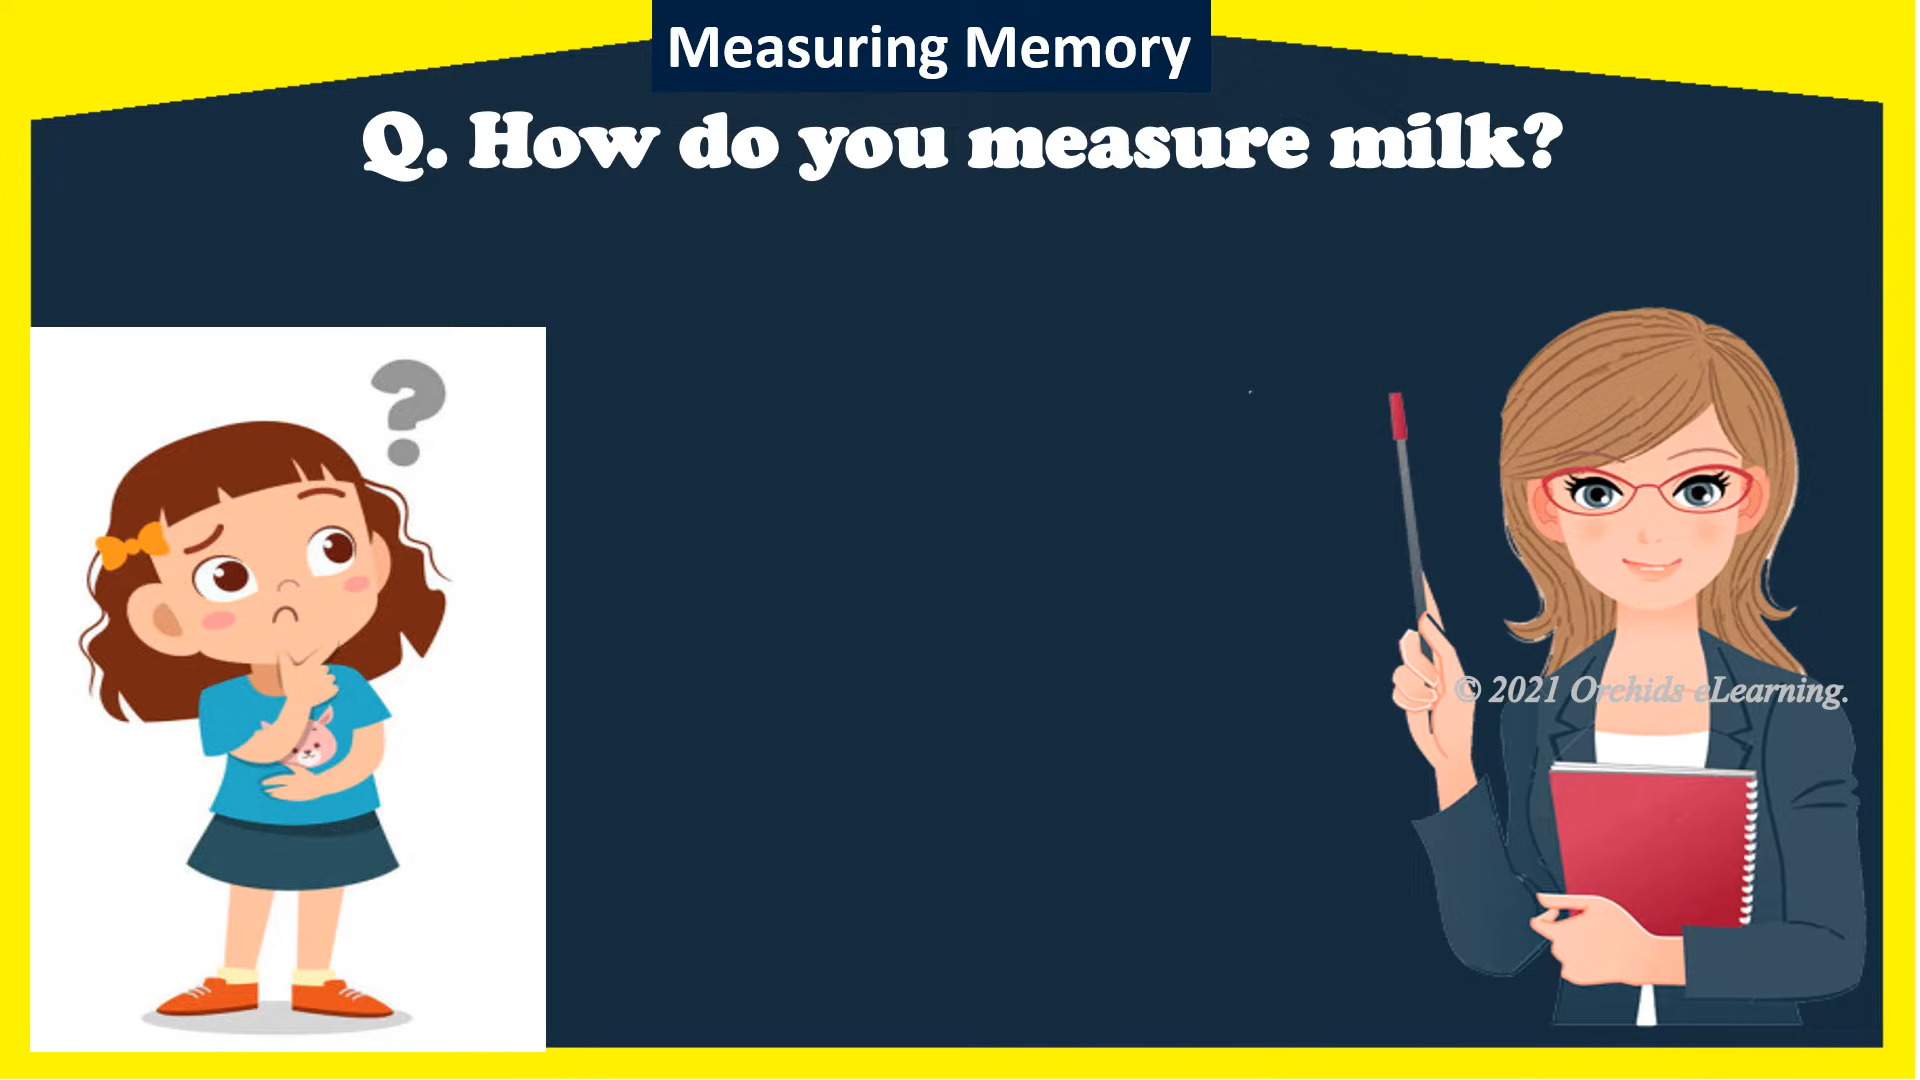 Measuring Memory
Q. How do you measure milk?
?
© 2021 Orchids eLearning.